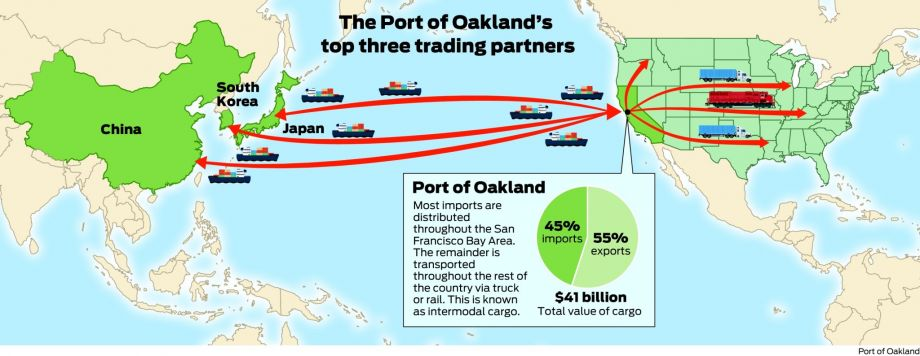 The Port of Oakland’s
top three trading partners
South
Korea
China
Japan
Port of Oakland
Most imports are
distributed
throughout the San
Francisco Bay Area.
The remainder is
transported
throughout the rest of
the country via truck
or rail. This is known
as intermodal cargo.
45%
imports
55%
exports
$41 billion
Total value of cargo
Port of Oakland